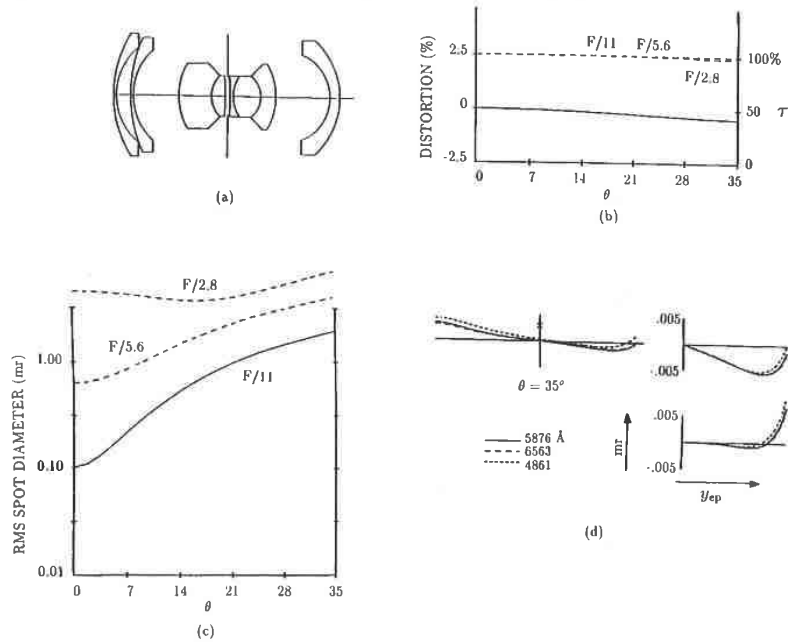 (a)
DISTORTION (%)
2.5
0
-2.5
F/11
F/5.6
F/2.8
100%
50
τ
0
0 7 14 21 28 35
θ
(b)
RMS SPOT DIAMETER (mr)
1.00
0.10
0.01
F/2.8
F/5.6
F/11
0 7 14 21 28 35
θ
(c)
θ = 35°
.005
-.005
.005
-.005
5876 Å
6563
4861
mr
y_ep
(d)